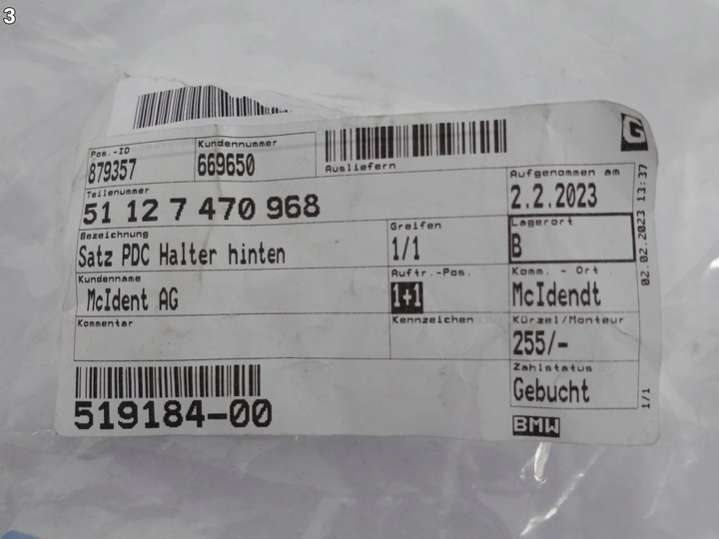 3
G
Pos.-ID
879357
Kundennummer
669650
Ausliefern
Aufgenommen am
2.2.2023
Teilenummer
51 12 7 470 968
Lagerort
B
Bezeichnung
Satz PDC Halter hinten
Greifen
1/1
Kundenname
McIdent AG
Auftr.-Pos.
1+1
Komm. - Ort
McIdendt
Kommentar
Kennzeichen
Kürzel/Monteur
255/-
Zahlstatus
Gebucht
519184-00
BMW
02.02.2023 13:37
1/1